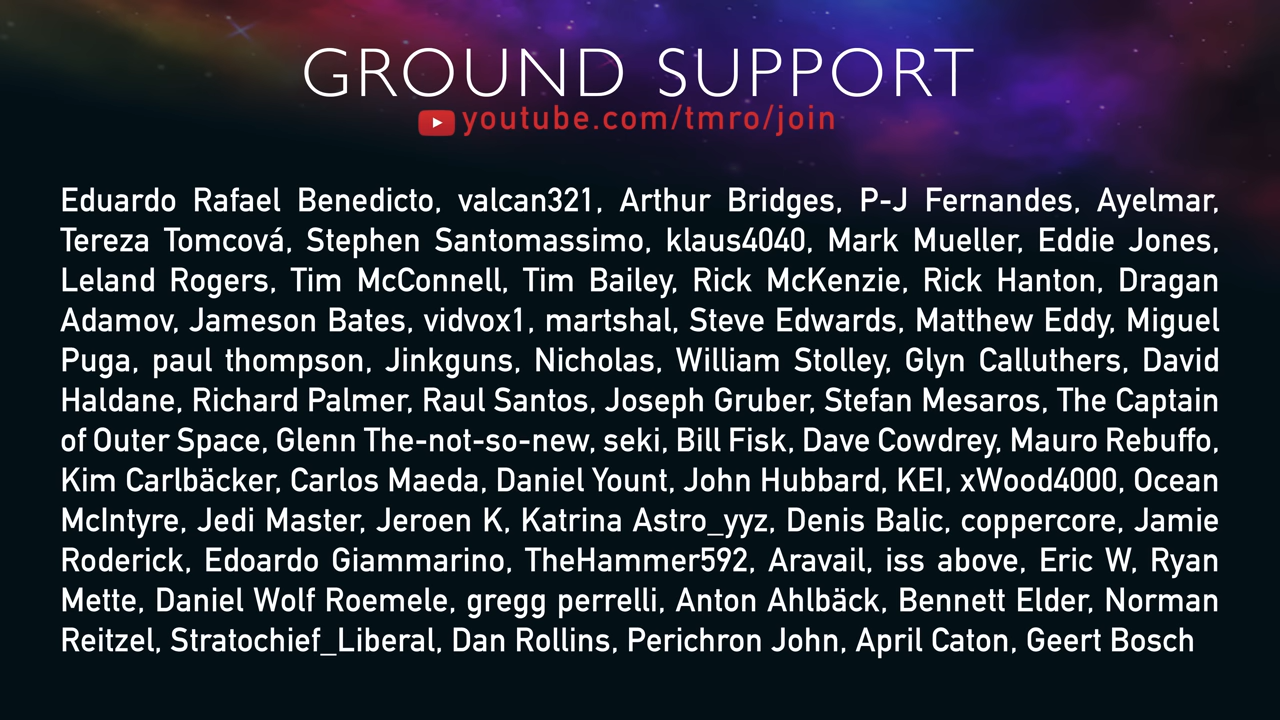 GROUND SUPPORT
youtube.com/tmro/join
Eduardo Rafael Benedicto, valcan321, Arthur Bridges, P-J Fernandes, Ayelmar,
Tereza Tomcová, Stephen Santomassimo, klaus4040, Mark Mueller, Eddie Jones,
Leland Rogers, Tim McConnell, Tim Bailey, Rick McKenzie, Rick Hanton, Dragan
Adamov, Jameson Bates, vidvox1, martshal, Steve Edwards, Matthew Eddy, Miguel
Puga, paul thompson, Jinkguns, Nicholas, William Stolley, Glyn Calluthers, David
Haldane, Richard Palmer, Raul Santos, Joseph Gruber, Stefan Mesaros, The Captain
of Outer Space, Glenn The-not-so-new, seki, Bill Fisk, Dave Cowdrey, Mauro Rebuffo,
Kim Carlbäcker, Carlos Maeda, Daniel Yount, John Hubbard, KEI, xWood4000, Ocean
McIntyre, Jedi Master, Jeroen K, Katrina Astro_yyz, Denis Balic, coppercore, Jamie
Roderick, Edoardo Giammarino, TheHammer592, Aravail, iss above, Eric W, Ryan
Mette, Daniel Wolf Roemele, gregg perrelli, Anton Ahlbäck, Bennett Elder, Norman
Reitzel, Stratochief_Liberal, Dan Rollins, Perichron John, April Caton, Geert Bosch